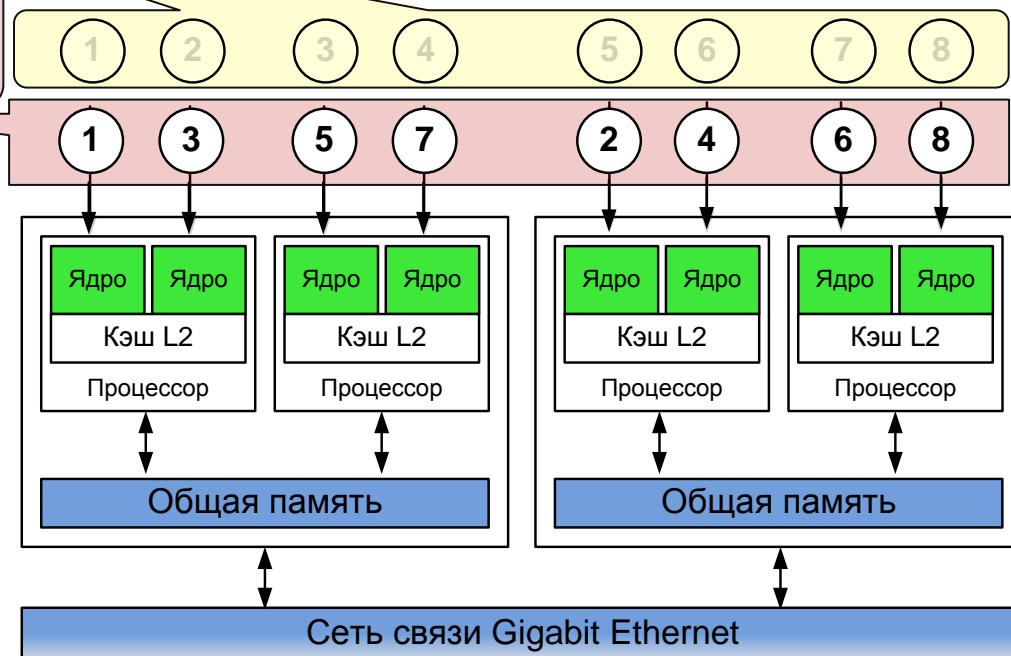 1 2 3 4 5 6 7 8
1 3 5 7 2 4 6 8
Ядро Ядро Ядро Ядро Ядро Ядро Ядро Ядро
Кэш L2 Кэш L2 Кэш L2 Кэш L2
Процессор Процессор Процессор Процессор
Общая память Общая память
Сеть связи Gigabit Ethernet